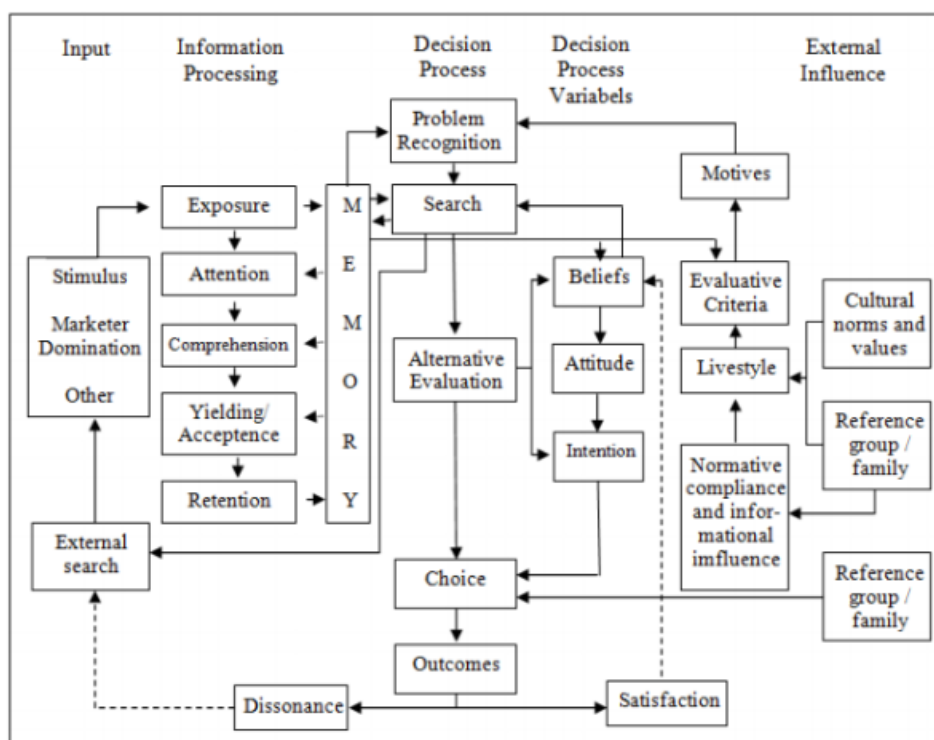 Input
Information
Processing
Decision
Process
Decision
Process
Variabels
External
Influence
Problem
Recognition
Motives
Exposure
Search
M
E
M
O
R
Y
Stimulus
Marketer
Domination
Other
Attention
Beliefs
Evaluative
Criteria
Cultural
norms and
values
Comprehension
Alternative
Evaluation
Attitude
Livestyle
Yielding/
Acceptence
Intention
Normative
compliance
and infor-
mational
imfluence
Reference
group /
family
Retention
External
search
Choice
Reference
group /
family
Outcomes
Dissonance
Satisfaction